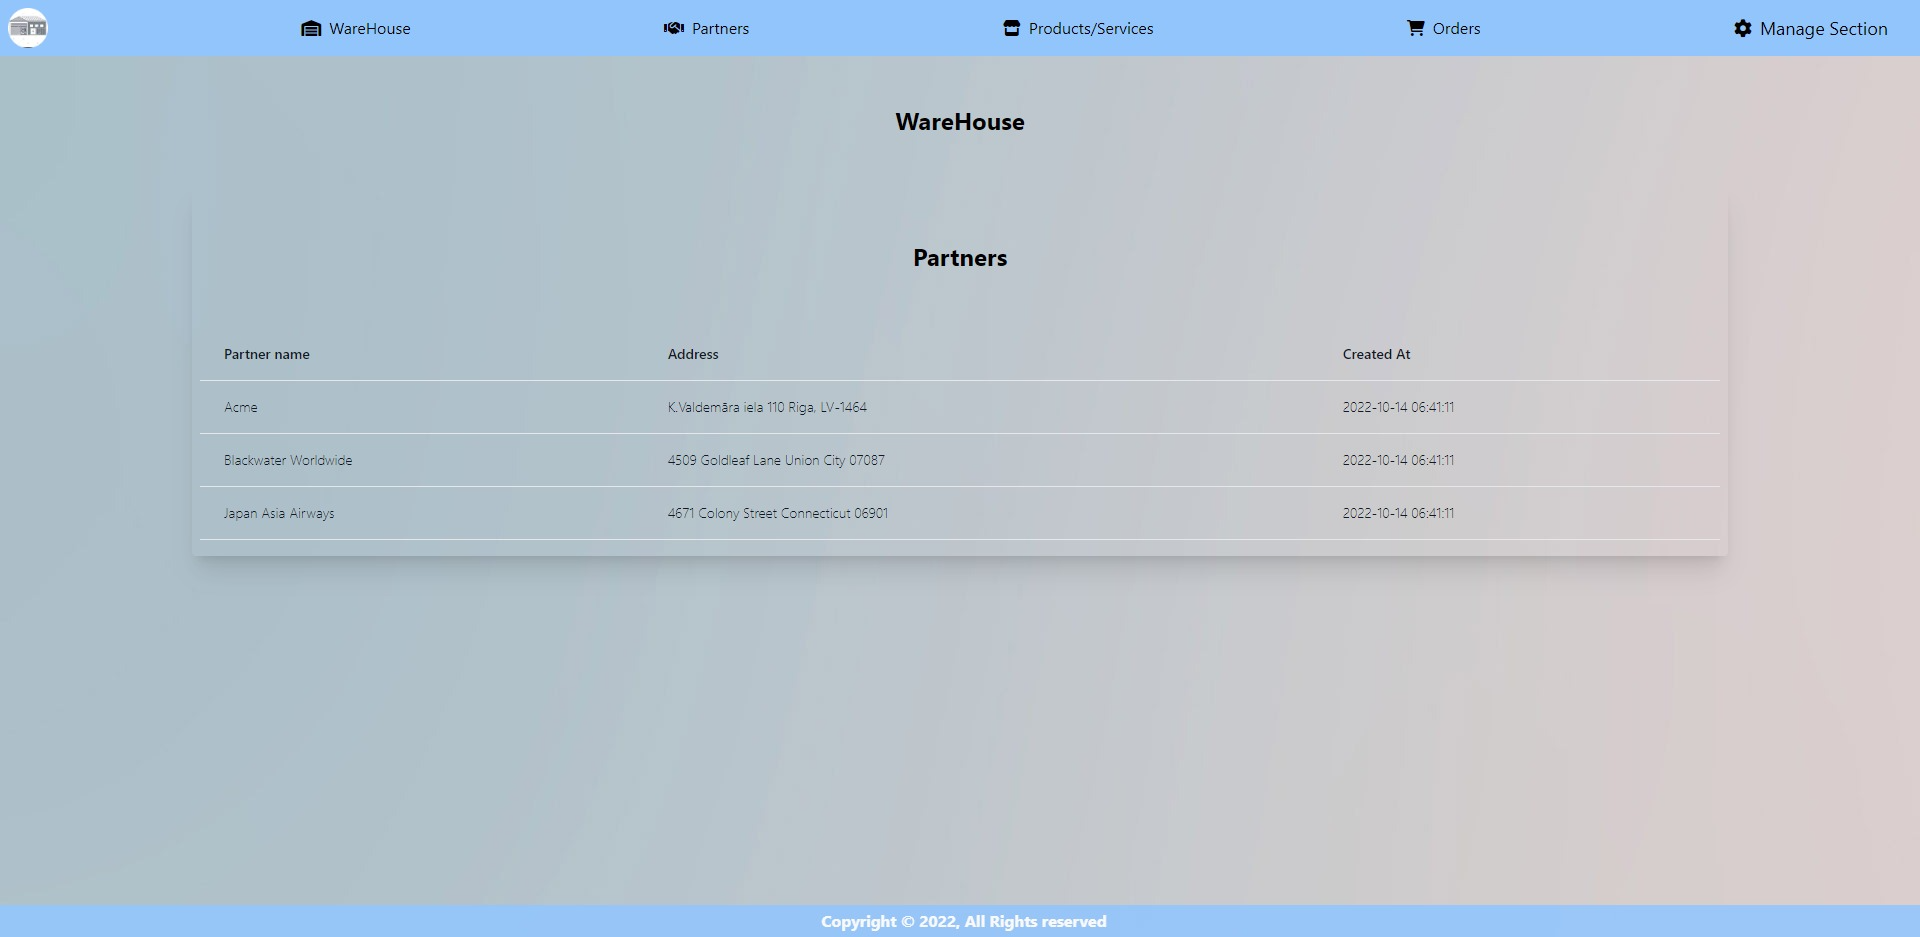 WareHouse Partners Products/Services Orders Manage Section
WareHouse
Partners
Partner name Address Created At
Acme K.Valdemāra iela 110 Riga, LV-1464 2022-10-14 06:41:11
Blackwater Worldwide 4509 Goldleaf Lane Union City 07087 2022-10-14 06:41:11
Japan Asia Airways 4671 Colony Street Connecticut 06901 2022-10-14 06:41:11
Copyright © 2022, All Rights reserved